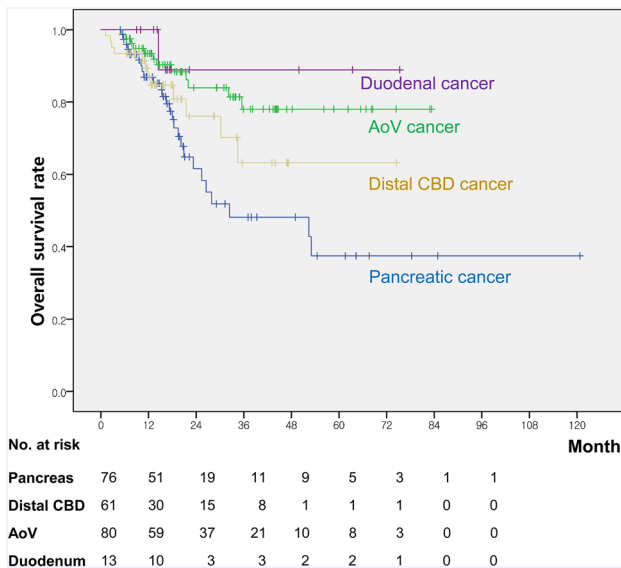 1.0
0.8
0.6
0.4
0.2
0.0
Overall survival rate
Duodenal cancer
AoV cancer
Distal CBD cancer
Pancreatic cancer
0 12 24 36 48 60 72 84 96 108 120
No. at risk
Month
Pancreas 76 51 19 11 9 5 3 1 1
Distal CBD 61 30 15 8 1 1 1 0 0
AoV 80 59 37 21 10 8 3 0 0
Duodenum 13 10 3 3 2 2 1 0 0